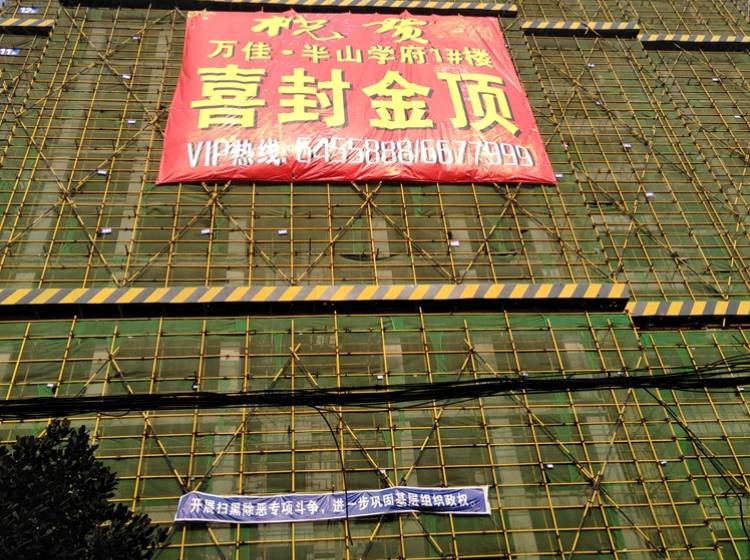 祝贺
万佳·半山学府1#楼
喜封金顶
VIP热线:6455888/6677999
开展扫黑除恶专项斗争，进一步巩固基层组织政权。